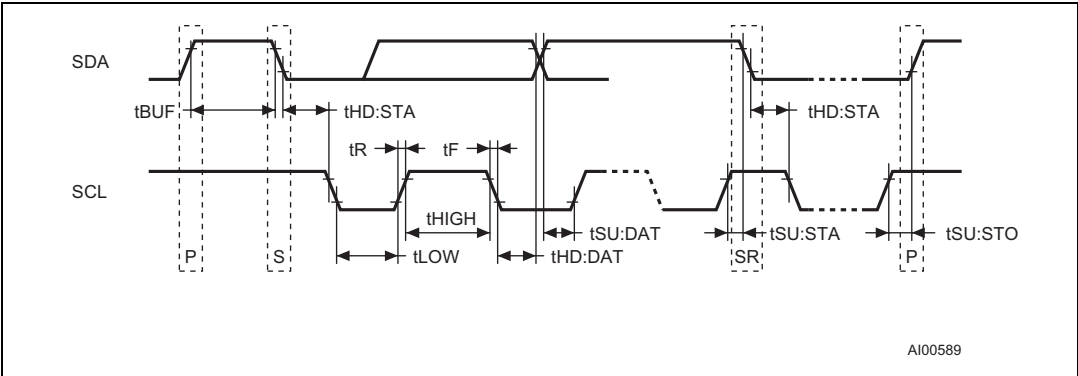 SDA
tBUF
tHD:STA
tHD:STA
tR
tF
SCL
tHIGH
tSU:DAT
tSU:STA
tSU:STO
P
S
tLOW
tHD:DAT
SR
P
AI00589